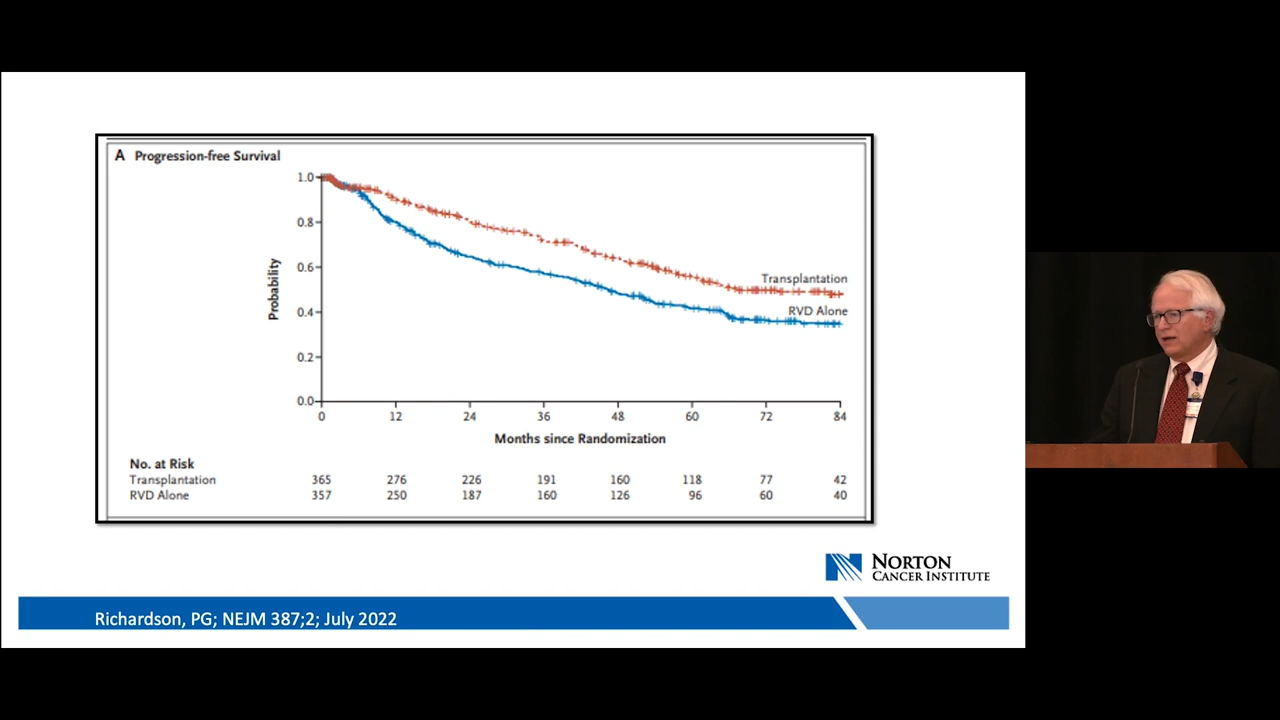 A Progression-free Survival
1.0
0.8
0.6
0.4
0.2
0.0
Probability
Transplantation
RVD Alone
0 12 24 36 48 60 72 84
Months since Randomization
No. at Risk
Transplantation 365 276 226 191 160 118 77 42
RVD Alone 357 250 187 160 126 96 60 40
NORTON
CANCER INSTITUTE
Richardson, PG; NEJM 387;2; July 2022